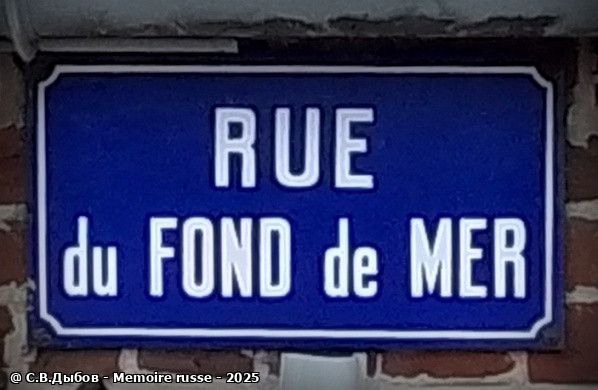 RUE
du FOND de MER
@ С.В.Дыбов - Memoire russe - 2025